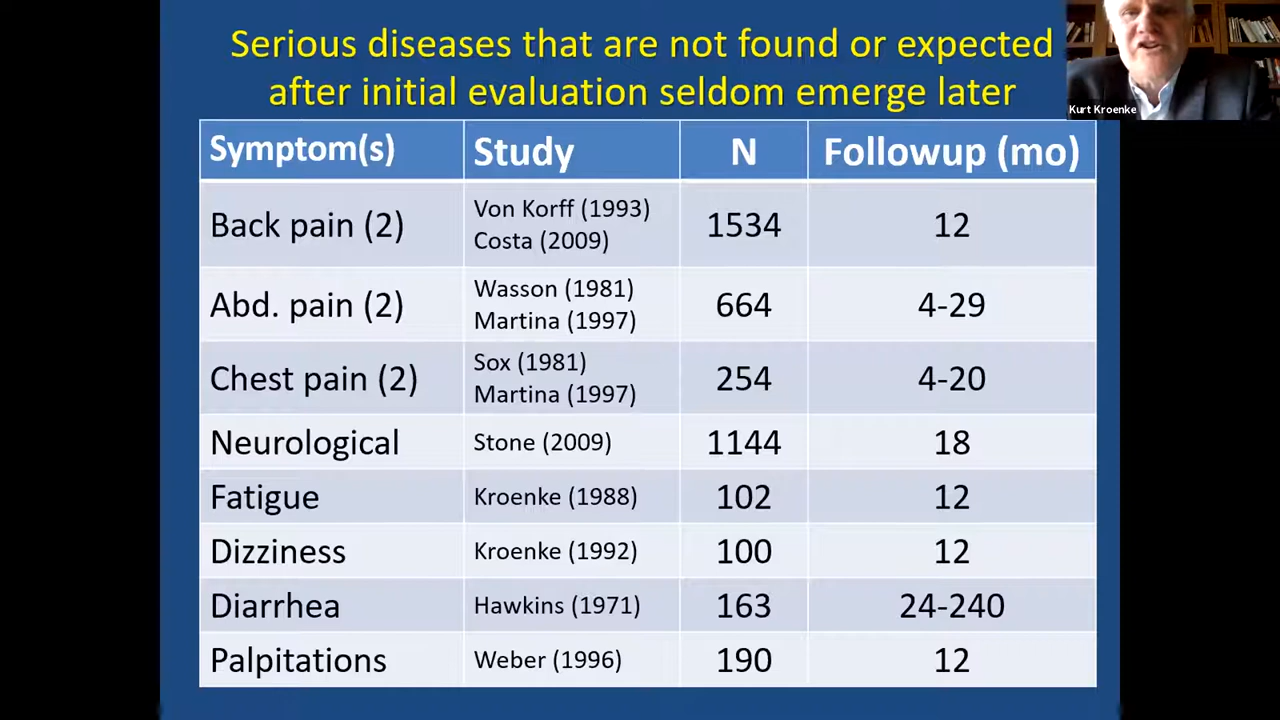 Serious diseases that are not found or expected
after initial evaluation seldom emerge later
Kurt Kroenke
Symptom(s) Study N Followup (mo)
Back pain (2) Von Korff (1993) 1534 12
Costa (2009)
Abd. pain (2) Wasson (1981) 664 4-29
Martina (1997)
Chest pain (2) Sox (1981) 254 4-20
Martina (1997)
Neurological Stone (2009) 1144 18
Fatigue Kroenke (1988) 102 12
Dizziness Kroenke (1992) 100 12
Diarrhea Hawkins (1971) 163 24-240
Palpitations Weber (1996) 190 12